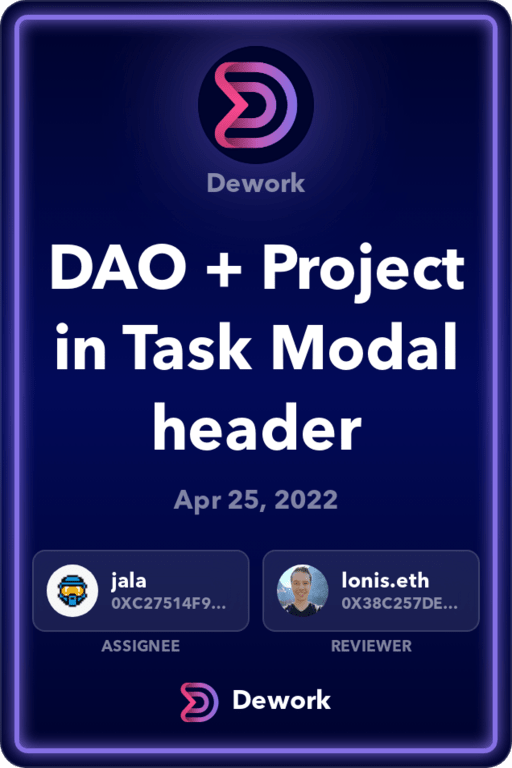 Dework
DAO + Project
in Task Modal
header
Apr 25, 2022
jala
0XC27514F9...
lonis.eth
0X38C257DE...
ASSIGNEE
REVIEWER
Dework